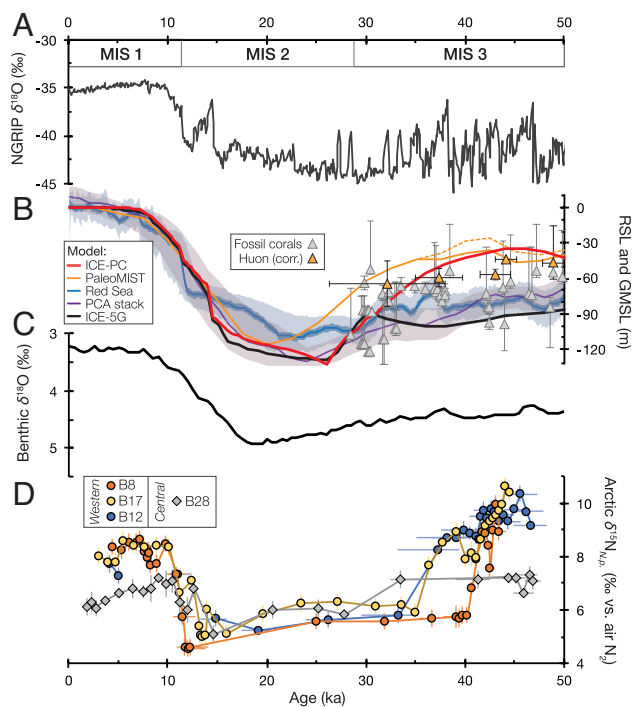 A
0 10 20 30 40 50
MIS 1 MIS 2 MIS 3
-30
-35
-40
-45
NGRIP δ18O (‰)
B
Model:
ICE-PC
PaleoMIST
Red Sea
PCA stack
ICE-5G
Fossil corals
Huon (corr.)
0
-30
-60
-90
-120
RSL and GMSL (m)
C
3
4
5
Benthic δ18O (‰)
D
Western
B8
B17
B12
Central
B28
10
8
6
4
Arctic δ15N N.p. (‰ vs. air N2)
0 10 20 30 40 50
Age (ka)